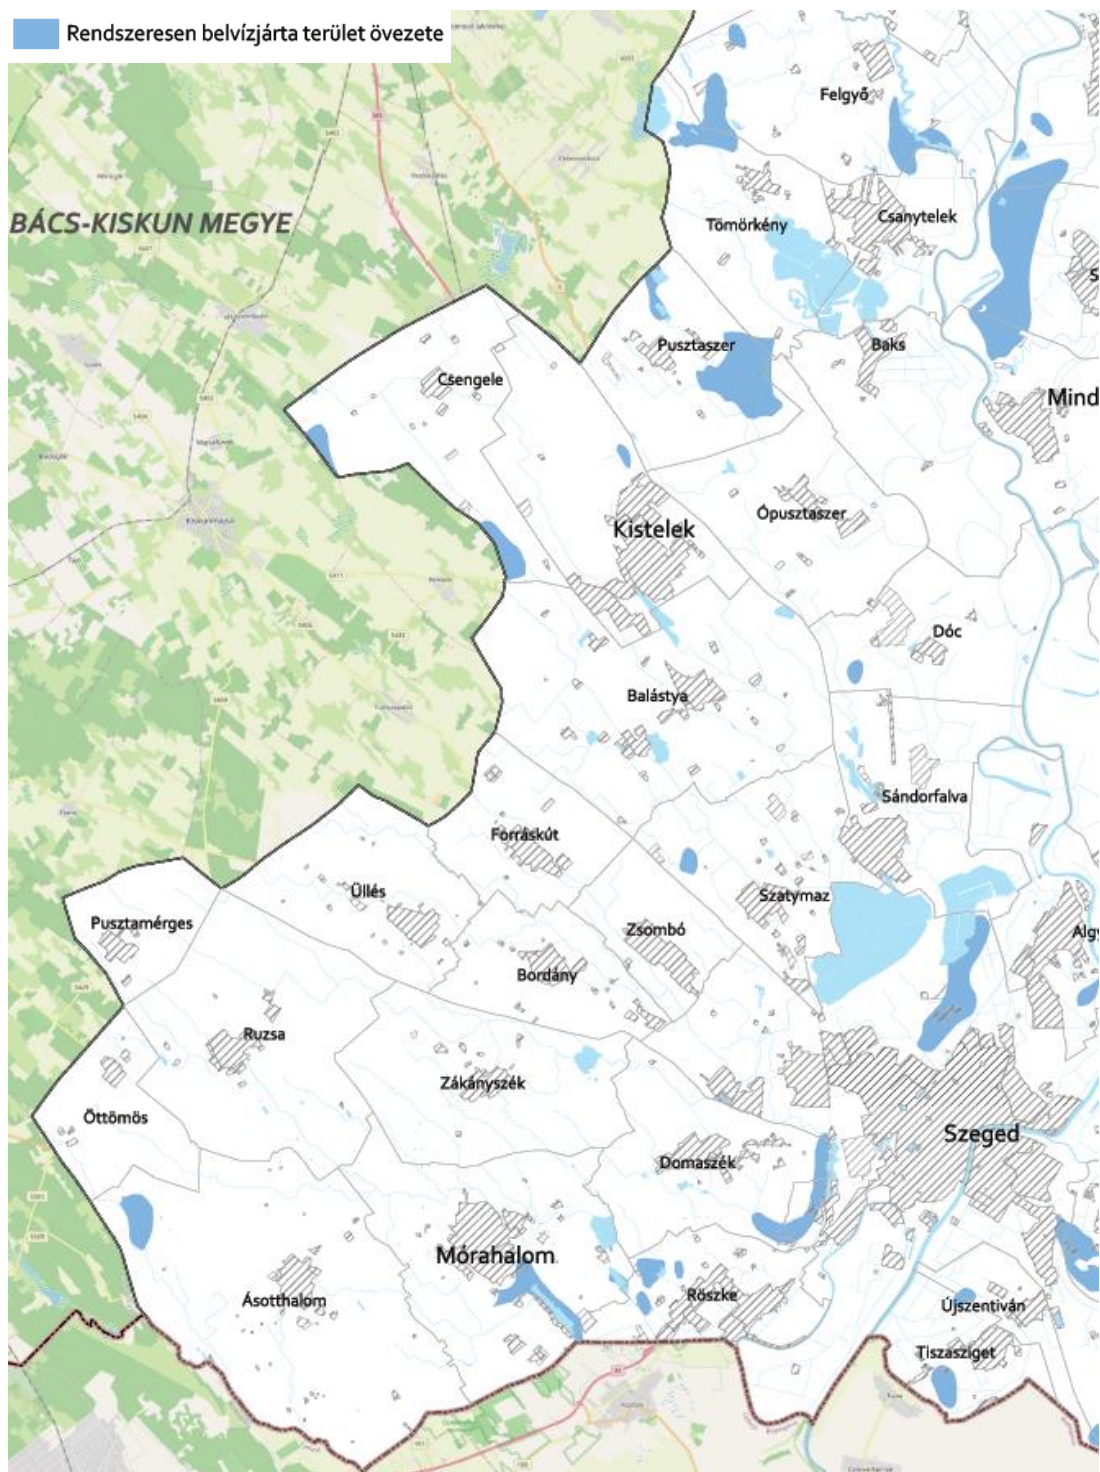 Rendszeresen belvízjárta terület övezete
Felgyő
BÁCS-KISKUN MEGYE
Tömörkény
Csanytelek
S
Pusztaszer
Baks
Csengele
Mind
Kistelek
Ópusztaszer
Dóc
Balástya
Sándorfalva
Forráskút
Üllés
Szatymaz
Pusztamérges
Zsombó
Algy
Bordány
Ruzsa
Zákányszék
Öttömös
Szeged
Domaszék
Mórahalom
Ásotthalom
Röszke
Újszentiván
Tiszasziget